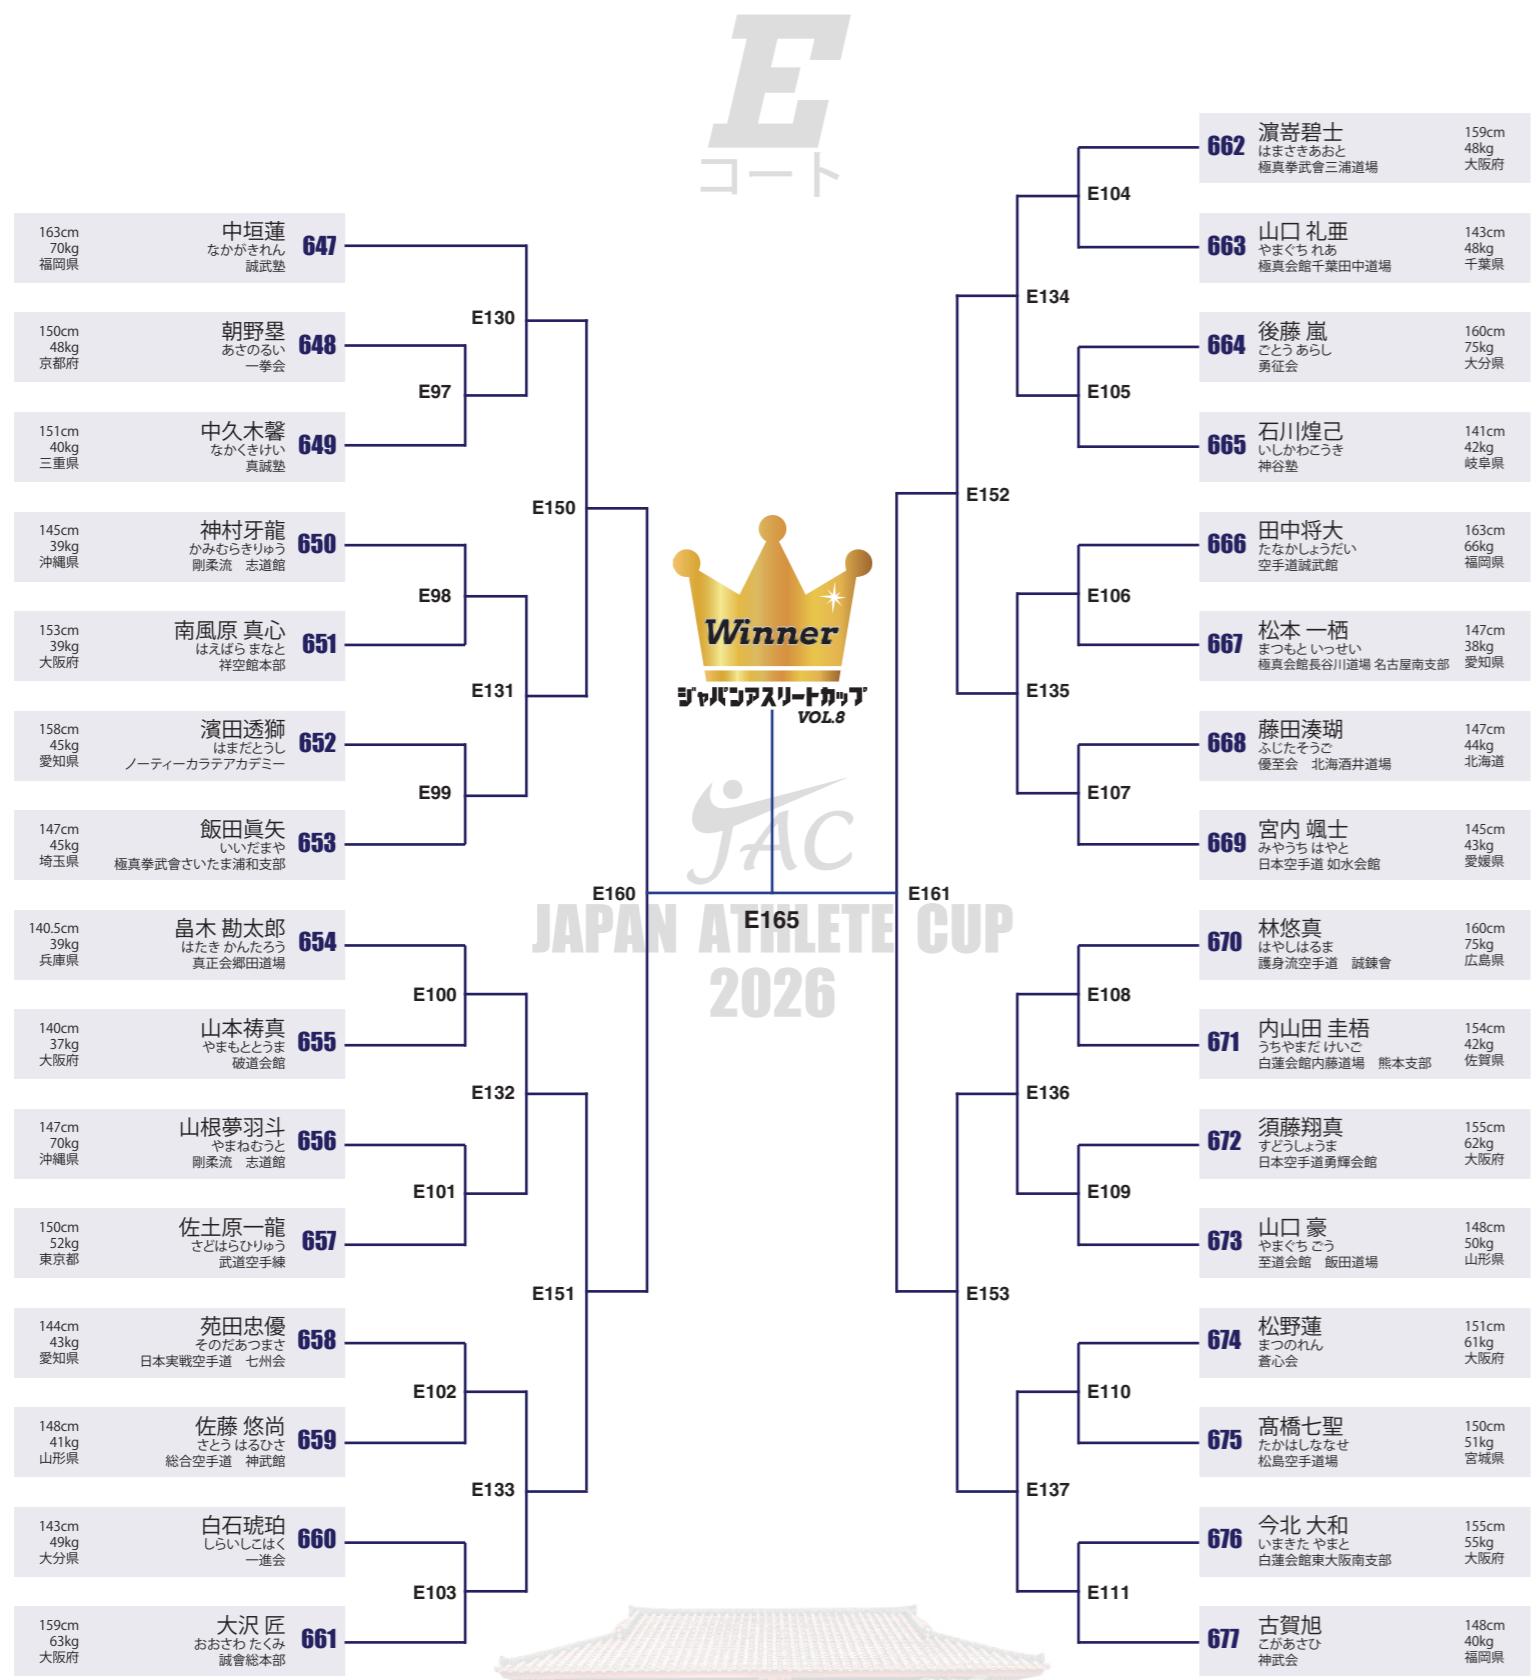 E
コート
163cm
70kg
福岡県
中垣蓮
なかがきれん
誠武塾
647
150cm
48kg
京都府
朝野塁
あさのるい
一拳会
648
151cm
40kg
三重県
中久木馨
なかくきけい
真誠塾
649
145cm
39kg
沖縄県
神村牙龍
かみむらきりゅう
剛柔流　志道館
650
153cm
39kg
大阪府
南風原 真心
はえばら まなと
祥空館本部
651
158cm
45kg
愛知県
濱田透獅
はまだとうし
ノーティーカラテアカデミー
652
147cm
45kg
埼玉県
飯田眞矢
いいだまや
極真拳武會さいたま浦和支部
653
140.5cm
39kg
兵庫県
畠木 勘太郎
はたき かんたろう
真正会郷田道場
654
140cm
37kg
大阪府
山本祷真
やまもととうま
破道会館
655
147cm
70kg
沖縄県
山根夢羽斗
やまねむうと
剛柔流　志道館
656
150cm
52kg
東京都
佐土原一龍
さどはらひりゅう
武道空手練
657
144cm
43kg
愛知県
苑田忠優
そのだあつまさ
日本実戦空手道　七州会
658
148cm
41kg
山形県
佐藤 悠尚
さとう はるひさ
総合空手道　神武館
659
143cm
49kg
大分県
白石琥珀
しらいしこはく
一進会
660
159cm
63kg
大阪府
大沢 匠
おおさわ たくみ
誠會総本部
661
E97
E98
E99
E100
E101
E102
E103
E130
E131
E132
E133
E150
E151
E160
Winner
ジャパンアスリートカップ
VOL.8
JAC
JAPAN ATHLETE CUP
2026
E165
E161
E152
E153
E134
E135
E136
E137
E104
E105
E106
E107
E108
E109
E110
E111
662
濵嵜碧士
はまさきあおと
極真拳武會三浦道場
159cm
48kg
大阪府
663
山口 礼亜
やまぐち れあ
極真会館千葉田中道場
143cm
48kg
千葉県
664
後藤 嵐
ごとう あらし
勇征会
160cm
75kg
大分県
665
石川煌己
いしかわこうき
神谷塾
141cm
42kg
岐阜県
666
田中将大
たなかしょうだい
空手道誠武館
163cm
66kg
福岡県
667
松本 一栖
まつもと いっせい
極真会館長谷川道場 名古屋南支部
147cm
38kg
愛知県
668
藤田湊瑚
ふじたそうご
優至会　北海酒井道場
147cm
44kg
北海道
669
宮内 颯士
みやうち はやと
日本空手道 如水会館
145cm
43kg
愛媛県
670
林悠真
はやしはるま
護身流空手道　誠錬會
160cm
75kg
広島県
671
内山田 圭梧
うちやまだ けいご
白蓮会館内藤道場　熊本支部
154cm
42kg
佐賀県
672
須藤翔真
すどうしょうま
日本空手道勇輝会館
155cm
62kg
大阪府
673
山口 豪
やまぐち ごう
至道会館　飯田道場
148cm
50kg
山形県
674
松野蓮
まつのれん
蒼心会
151cm
61kg
大阪府
675
髙橋七聖
たかはしななせ
松島空手道場
150cm
51kg
宮城県
676
今北 大和
いまきた やまと
白蓮会館東大阪南支部
155cm
55kg
大阪府
677
古賀旭
こがあさひ
神武会
148cm
40kg
福岡県